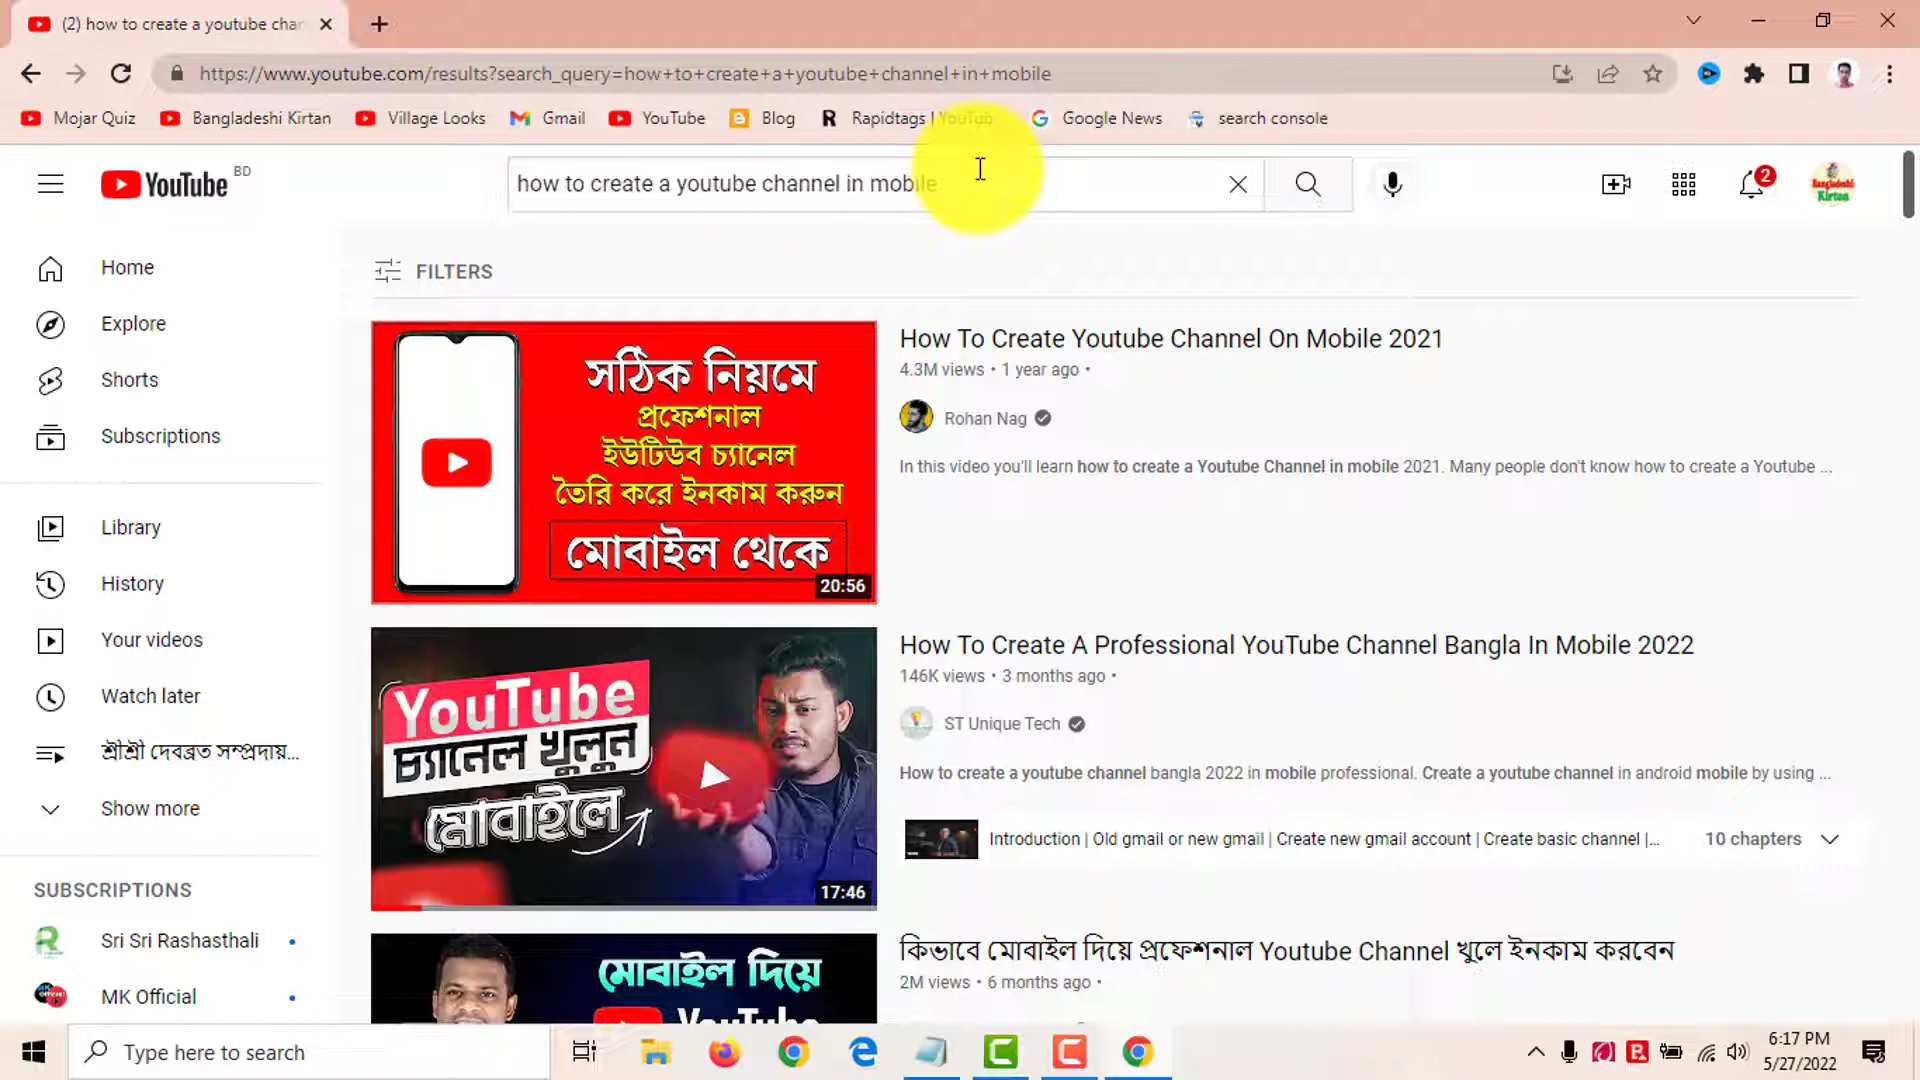 (2) how to create a youtube chan
https://www.youtube.com/results?search_query=how+to+create+a+youtube+channel+in+mobile
Mojar Quiz Bangladeshi Kirtan Village Looks Gmail YouTube Blog Rapidtags | YouTub Google News search console
YouTube BD
how to create a youtube channel in mobile
2
Bangladeshi
Kirton
Home
Explore
Shorts
Subscriptions
Library
History
Your videos
Watch later
শ্রীশ্রী দেবব্রত সম্প্রদায়...
Show more
SUBSCRIPTIONS
Sri Sri Rashasthali
MK Official
FILTERS
সঠিক নিয়মে
প্রফেশনাল
ইউটিউব চ্যানেল
তৈরি করে ইনকাম করুন
মোবাইল থেকে
20:56
How To Create Youtube Channel On Mobile 2021
4.3M views • 1 year ago •
Rohan Nag
In this video you'll learn how to create a Youtube Channel in mobile 2021. Many people don't know how to create a Youtube ...
YouTube
চ্যানেল খুলুন
মোবাইলে
17:46
How To Create A Professional YouTube Channel Bangla In Mobile 2022
146K views • 3 months ago •
ST Unique Tech
How to create a youtube channel bangla 2022 in mobile professional. Create a youtube channel in android mobile by using ...
Introduction | Old gmail or new gmail | Create new gmail account | Create basic channel |... 10 chapters
মোবাইল দিয়ে
YouTube
কিভাবে মোবাইল দিয়ে প্রফেশনাল Youtube Channel খুলে ইনকাম করবেন
2M views • 6 months ago •
Type here to search
6:17 PM
5/27/2022